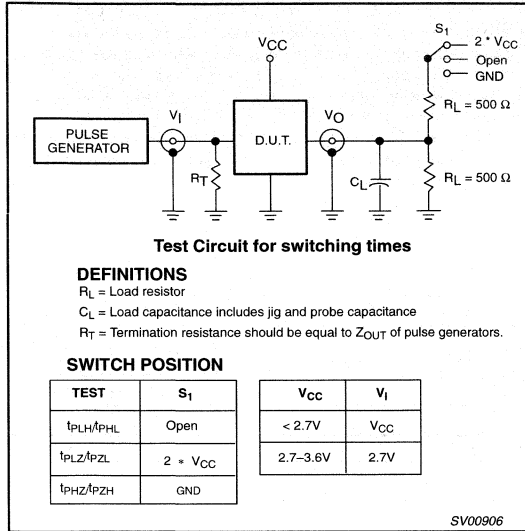 S1
2 * VCC
Open
GND
VCC
RL = 500 Ω
VI
VO
PULSE
GENERATOR
D.U.T.
RT
CL
RL = 500 Ω
Test Circuit for switching times
DEFINITIONS
RL = Load resistor
CL = Load capacitance includes jig and probe capacitance
RT = Termination resistance should be equal to ZOUT of pulse generators.
SWITCH POSITION
TEST S1
tPLH/tPHL Open
tPLZ/tPZL 2 * VCC
tPHZ/tPZH GND
VCC VI
< 2.7V VCC
2.7–3.6V 2.7V
SV00906